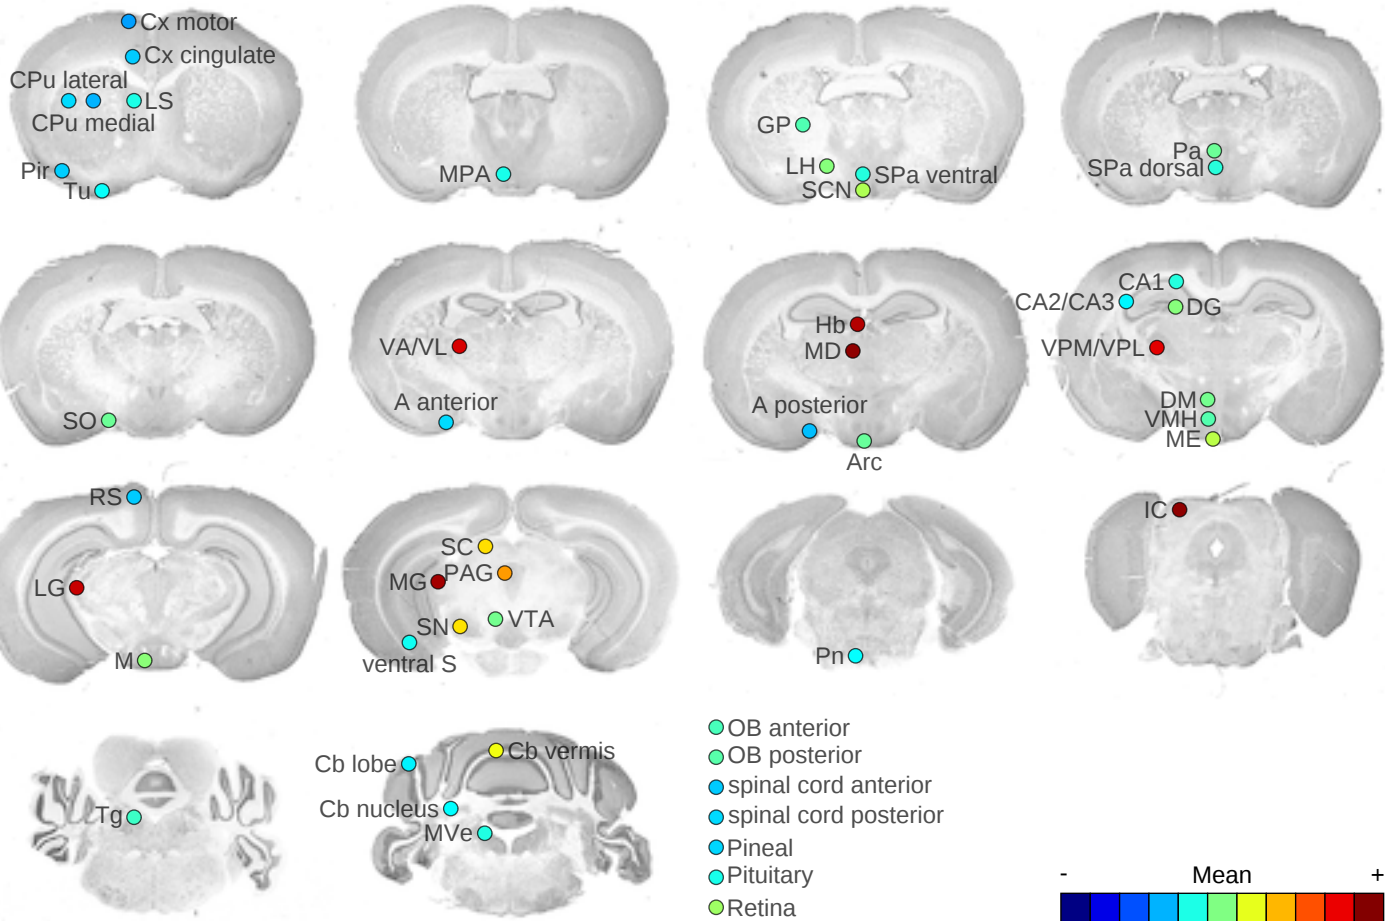 Cx motor
Cx cingulate
CPu lateral
LS
CPu medial
Pir
Tu
MPA
GP
LH
SPa ventral
SCN
Pa
SPa dorsal
SO
VA/VL
A anterior
Hb
MD
A posterior
Arc
CA1
CA2/CA3
DG
VPM/VPL
DM
VMH
ME
RS
LG
M
SC
PAG
MG
SN
VTA
ventral S
Pn
IC
Tg
Cb lobe
Cb vermis
Cb nucleus
MVe
OB anterior
OB posterior
spinal cord anterior
spinal cord posterior
Pineal
Pituitary
Retina
- Mean +